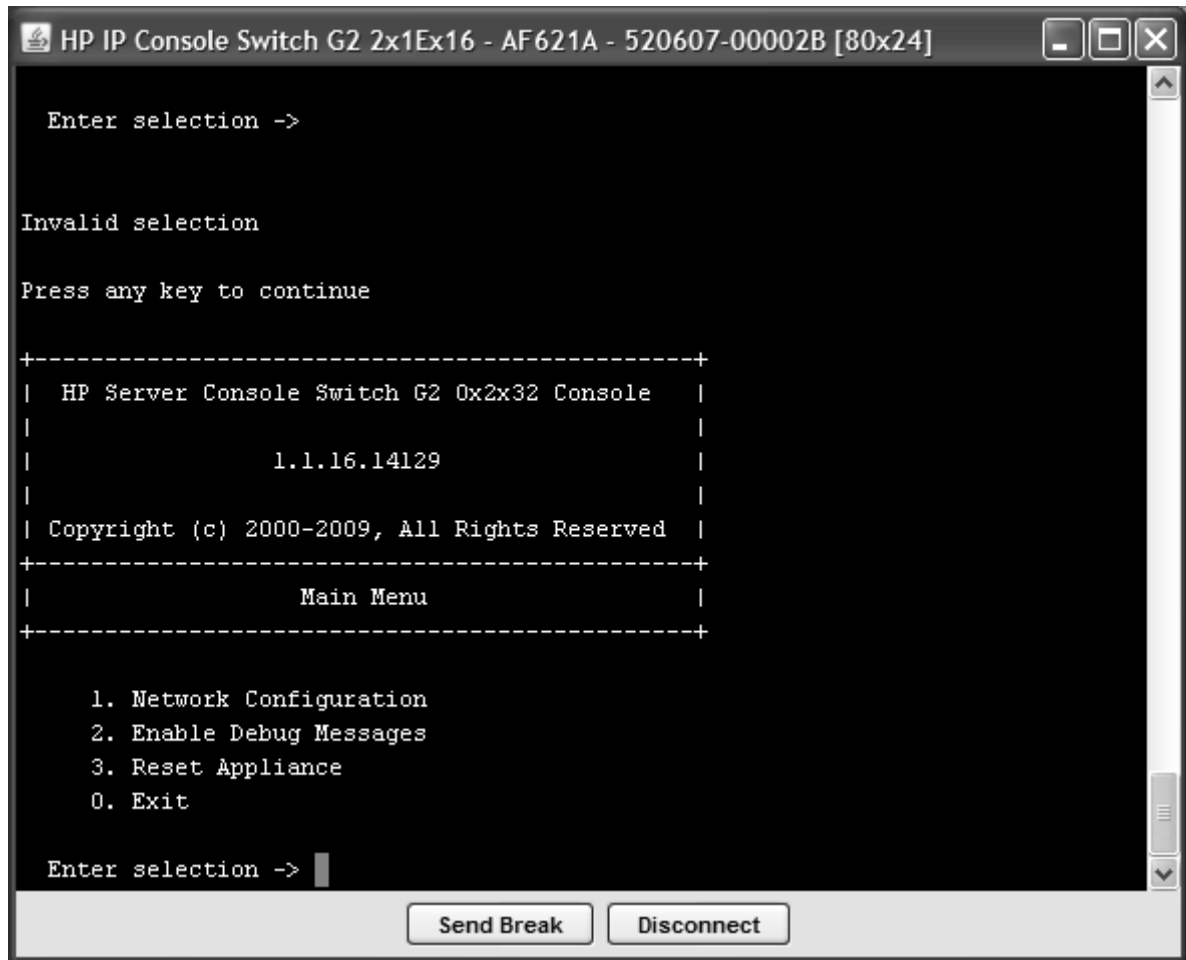 HP IP Console Switch G2 2x1Ex16 - AF621A - 520607-00002B [80x24]
Enter selection ->
Invalid selection
Press any key to continue
+-----------------------------------------------+
| HP Server Console Switch G2 0x2x32 Console |
| |
| 1.1.16.14129 |
| |
| Copyright (c) 2000-2009, All Rights Reserved |
+-----------------------------------------------+
| Main Menu |
+-----------------------------------------------+
1. Network Configuration
2. Enable Debug Messages
3. Reset Appliance
0. Exit
Enter selection ->
Send Break Disconnect